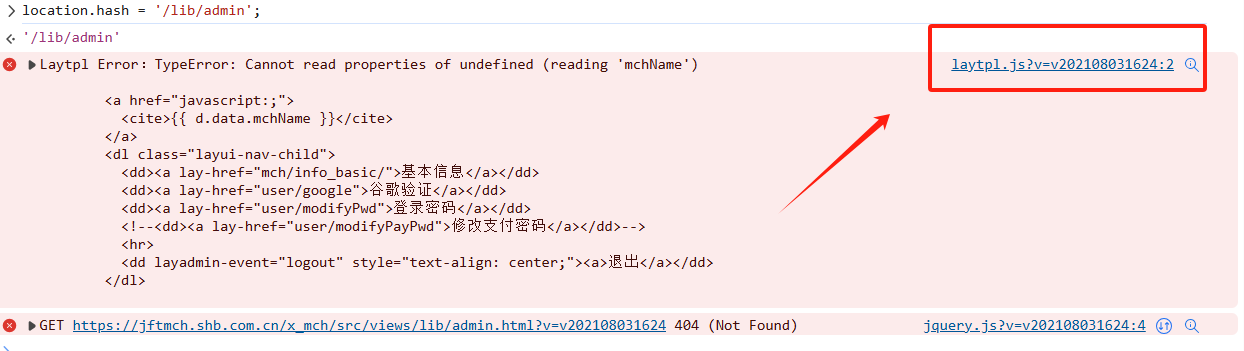 location.hash = '/lib/admin';
'/lib/admin'
Laytpl Error: TypeError: Cannot read properties of undefined (reading 'mchName') laytpl.js?v=v202108031624:2
<a href="javascript:;">
<cite>{{ d.data.mchName }}</cite>
</a>
<dl class="layui-nav-child">
<dd><a lay-href="mch/info_basic/">基本信息</a></dd>
<dd><a lay-href="user/google">谷歌验证</a></dd>
<dd><a lay-href="user/modifyPwd">登录密码</a></dd>
<!--<dd><a lay-href="user/modifyPayPwd">修改支付密码</a></dd>-->
<hr>
<dd layadmin-event="logout" style="text-align: center;"><a>退出</a></dd>
</dl>
GET https://jftmch.shb.com.cn/x_mch/src/views/lib/admin.html?v=v202108031624 404 (Not Found) jquery.js?v=v202108031624:4